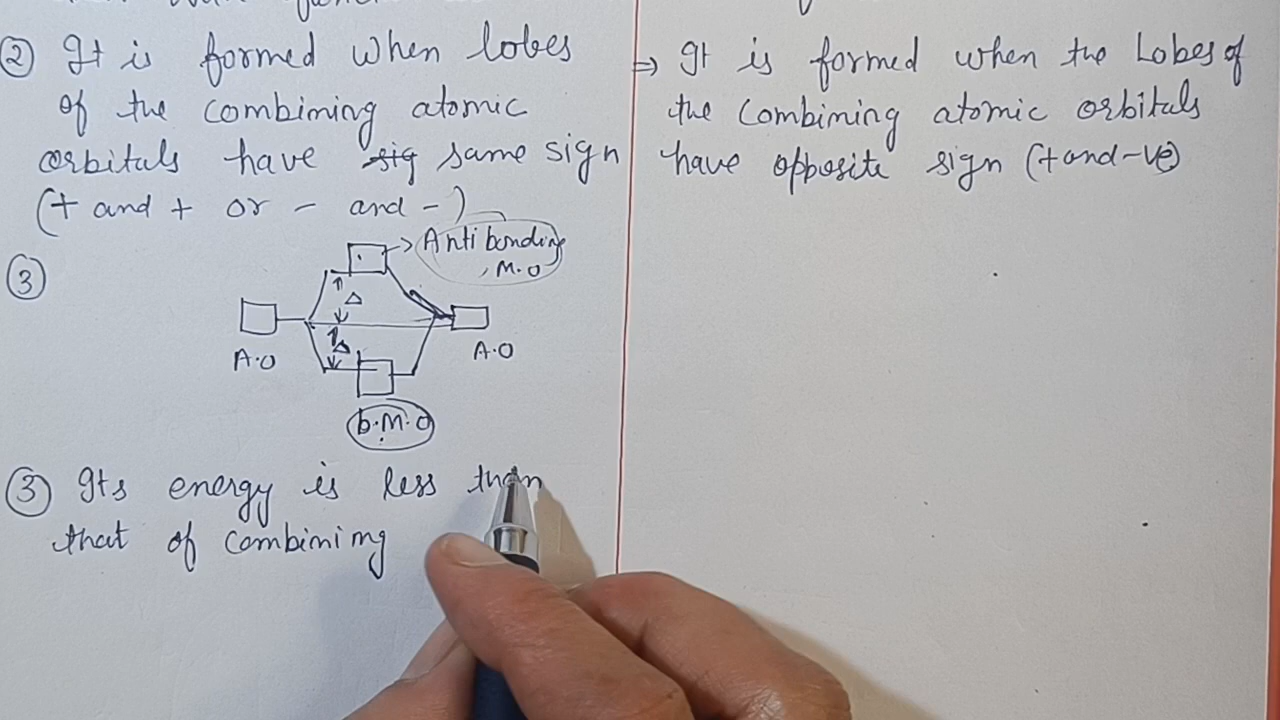 ② It is formed when lobes
of the combining atomic
orbitals have sig same sign
(+ and + or - and -)
③
Anti bonding
M.O
Δ
Δ
A.O
A.O
b.M.O
③ Its energy is less than
that of combining
⇒ It is formed when the Lobes of
the combining atomic orbitals
have opposite sign (+ and -ve)